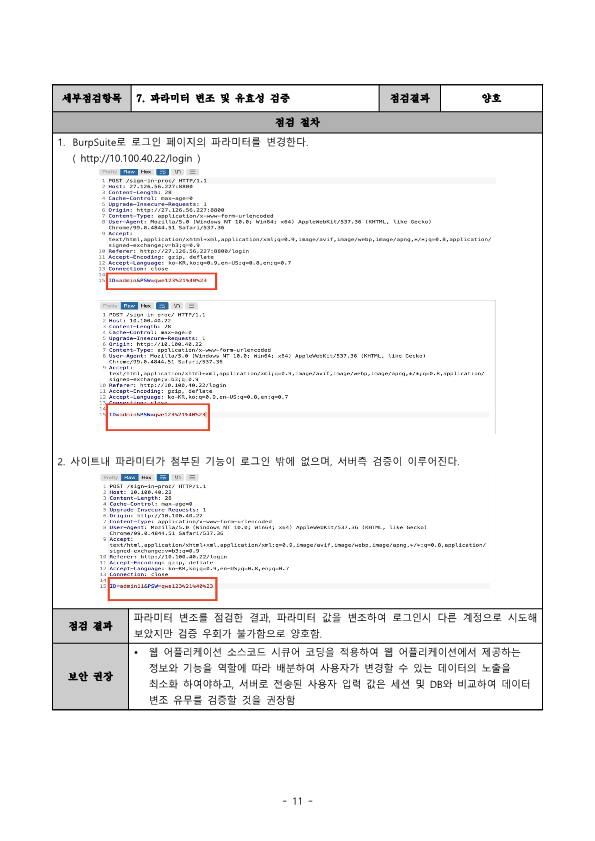 세부점검항목 7. 파라미터 변조 및 유효성 검증 점검결과 양호
점검 절차
1. BurpSuite로 로그인 페이지의 파라미터를 변경한다.
( http://10.100.40.22/login )
Pretty Raw Hex \n
1 POST /sign-in-proc/ HTTP/1.1
2 Host: 27.126.56.227:8800
3 Content-Length: 28
4 Cache-Control: max-age=0
5 Upgrade-Insecure-Requests: 1
6 Origin: http://27.126.56.227:8800
7 Content-Type: application/x-www-form-urlencoded
8 User-Agent: Mozilla/5.0 (Windows NT 10.0; Win64; x64) AppleWebKit/537.36 (KHTML, like Gecko)
Chrome/99.0.4844.51 Safari/537.36
9 Accept:
text/html,application/xhtml+xml,application/xml;q=0.9,image/avif,image/webp,image/apng,*/*;q=0.8,application/
signed-exchange;v=b3;q=0.9
10 Referer: http://27.126.56.227:8800/login
11 Accept-Encoding: gzip, deflate
12 Accept-Language: ko-KR,ko;q=0.9,en-US;q=0.8,en;q=0.7
13 Connection: close
14
15 ID=admin&PSW=qwe123%21%40%23
Pretty Raw Hex \n
1 POST /sign-in-proc/ HTTP/1.1
2 Host: 10.100.40.22
3 Content-Length: 28
4 Cache-Control: max-age=0
5 Upgrade-Insecure-Requests: 1
6 Origin: http://10.100.40.22
7 Content-Type: application/x-www-form-urlencoded
8 User-Agent: Mozilla/5.0 (Windows NT 10.0; Win64; x64) AppleWebKit/537.36 (KHTML, like Gecko)
Chrome/99.0.4844.51 Safari/537.36
9 Accept:
text/html,application/xhtml+xml,application/xml;q=0.9,image/avif,image/webp,image/apng,*/*;q=0.8,application/
signed-exchange;v=b3;q=0.9
10 Referer: http://10.100.40.22/login
11 Accept-Encoding: gzip, deflate
12 Accept-Language: ko-KR,ko;q=0.9,en-US;q=0.8,en;q=0.7
13 Connection: close
14
15 ID=admin&PSW=qwe123%21%40%23
2. 사이트내 파라미터가 첨부된 기능이 로그인 밖에 없으며, 서버측 검증이 이루어진다.
Pretty Raw Hex \n
1 POST /sign-in-proc/ HTTP/1.1
2 Host: 10.100.40.22
3 Content-Length: 28
4 Cache-Control: max-age=0
5 Upgrade-Insecure-Requests: 1
6 Origin: http://10.100.40.22
7 Content-Type: application/x-www-form-urlencoded
8 User-Agent: Mozilla/5.0 (Windows NT 10.0; Win64; x64) AppleWebKit/537.36 (KHTML, like Gecko)
Chrome/99.0.4844.51 Safari/537.36
9 Accept:
text/html,application/xhtml+xml,application/xml;q=0.9,image/avif,image/webp,image/apng,*/*;q=0.8,application/
signed-exchange;v=b3;q=0.9
10 Referer: http://10.100.40.22/login
11 Accept-Encoding: gzip, deflate
12 Accept-Language: ko-KR,ko;q=0.9,en-US;q=0.8,en;q=0.7
13 Connection: close
14
15 ID=admin11&PSW=qwe123%21%40%23
점검 결과
파라미터 변조를 점검한 결과, 파라미터 값을 변조하여 로그인시 다른 계정으로 시도해
보았지만 검증 우회가 불가함으로 양호함.
보안 권장
• 웹 어플리케이션 소스코드 시큐어 코딩을 적용하여 웹 어플리케이션에서 제공하는
정보와 기능을 역할에 따라 배분하여 사용자가 변경할 수 있는 데이터의 노출을
최소화 하여야하고, 서버로 전송된 사용자 입력 값은 세션 및 DB와 비교하여 데이터
변조 유무를 검증할 것을 권장함
- 11 -